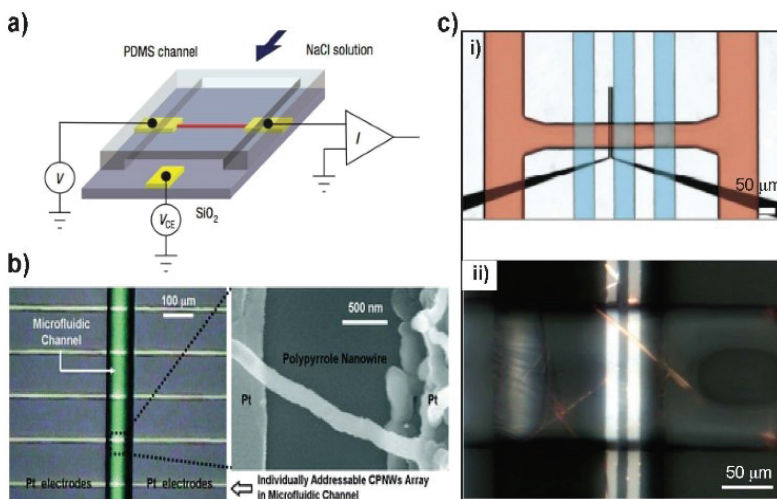 a)
PDMS channel
NaCl solution
V
I
V_CE
SiO₂
b)
100 μm
Microfluidic
Channel
Pt electrodes
Pt electrodes
500 nm
Polypyrrole Nanowire
Pt
Pt
Individually Addressable CPNWs Array
in Microfluidic Channel
c)
i)
50 μm
ii)
50 μm